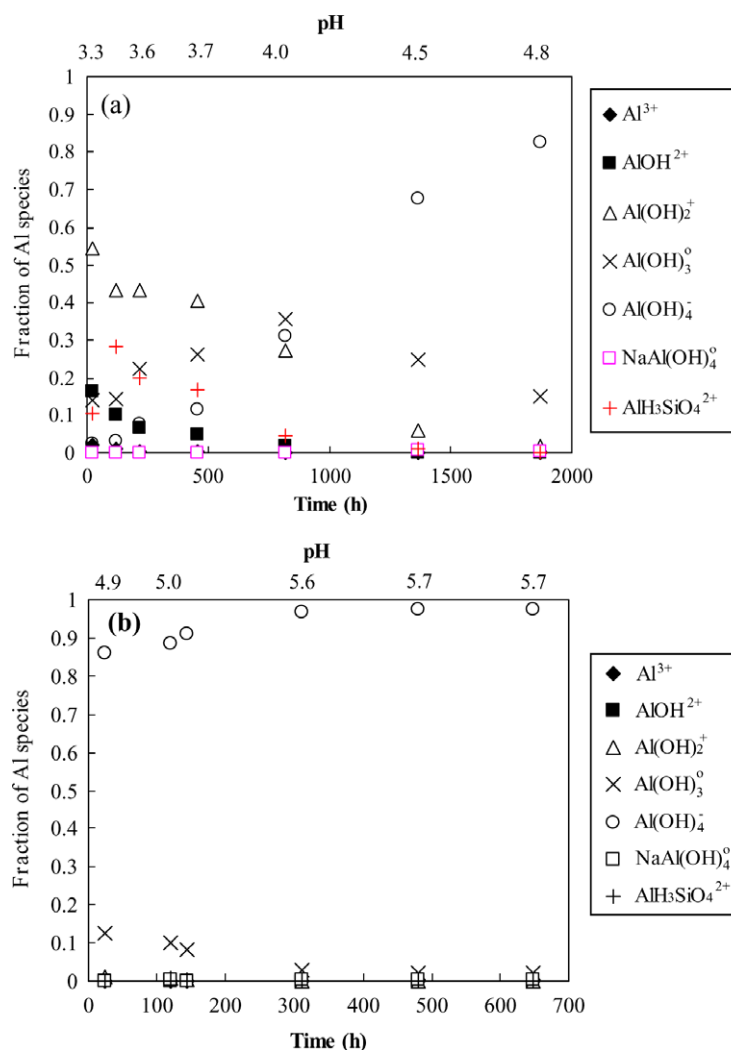 pH
3.3 3.6 3.7 4.0 4.5 4.8
(a)
1
0.9
0.8
0.7
0.6
0.5
0.4
0.3
0.2
0.1
0
Fraction of Al species
0 500 1000 1500 2000
Time (h)
Al³⁺
AlOH²⁺
Al(OH)₂⁺
Al(OH)₃º
Al(OH)₄⁻
NaAl(OH)₄º
AlH₃SiO₄²⁺
pH
4.9 5.0 5.6 5.7 5.7
(b)
1
0.9
0.8
0.7
0.6
0.5
0.4
0.3
0.2
0.1
0
Fraction of Al species
0 100 200 300 400 500 600 700
Time (h)
Al³⁺
AlOH²⁺
Al(OH)₂⁺
Al(OH)₃º
Al(OH)₄⁻
NaAl(OH)₄º
AlH₃SiO₄²⁺